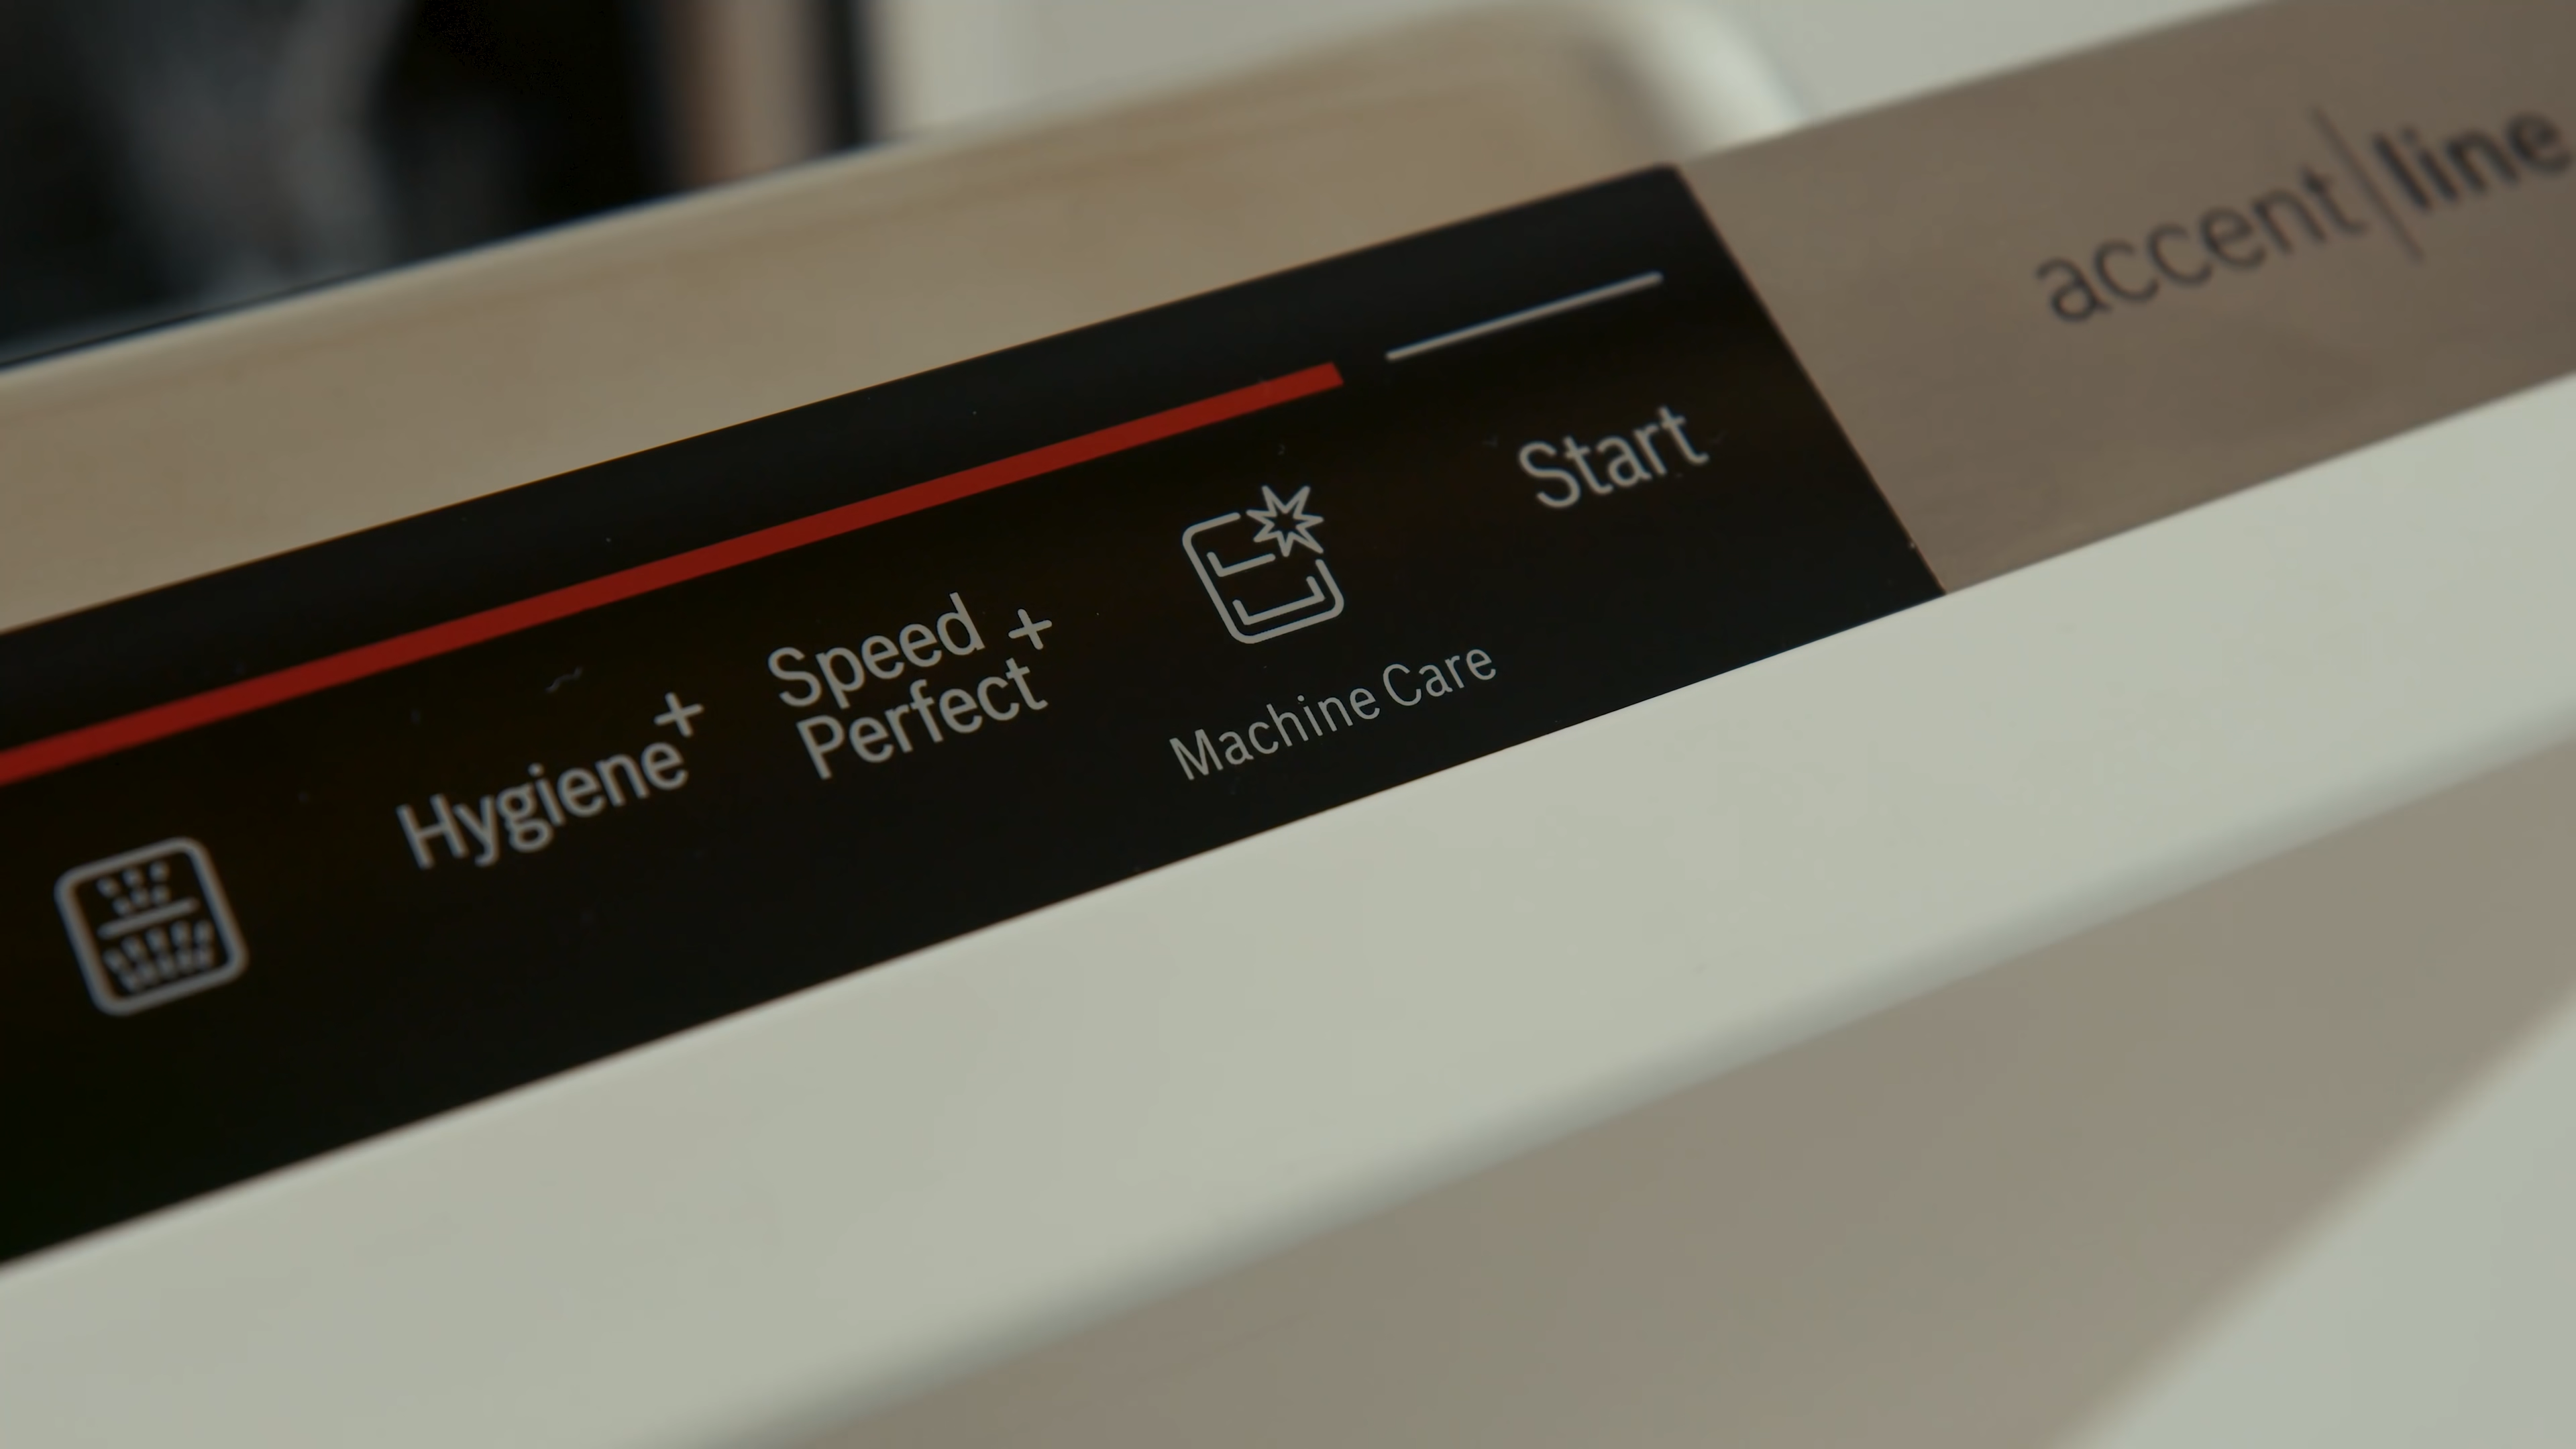 Hygiene+
Speed
Perfect+
Machine Care
Start
accent|line